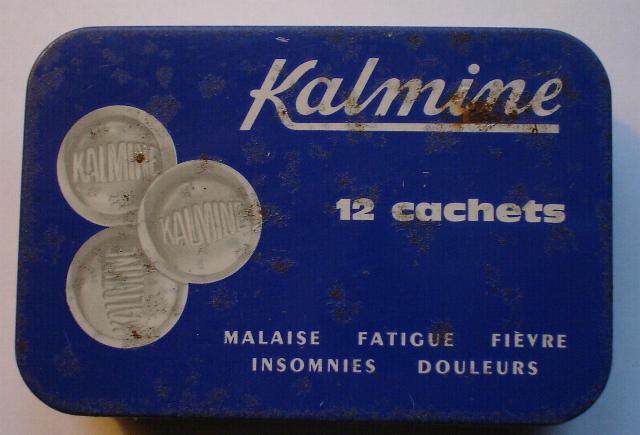 Kalmine
KALMINE
KALMINE
KALMINE
12 cachets
MALAISE FATIGUE FIÈVRE
INSOMNIES DOULEURS